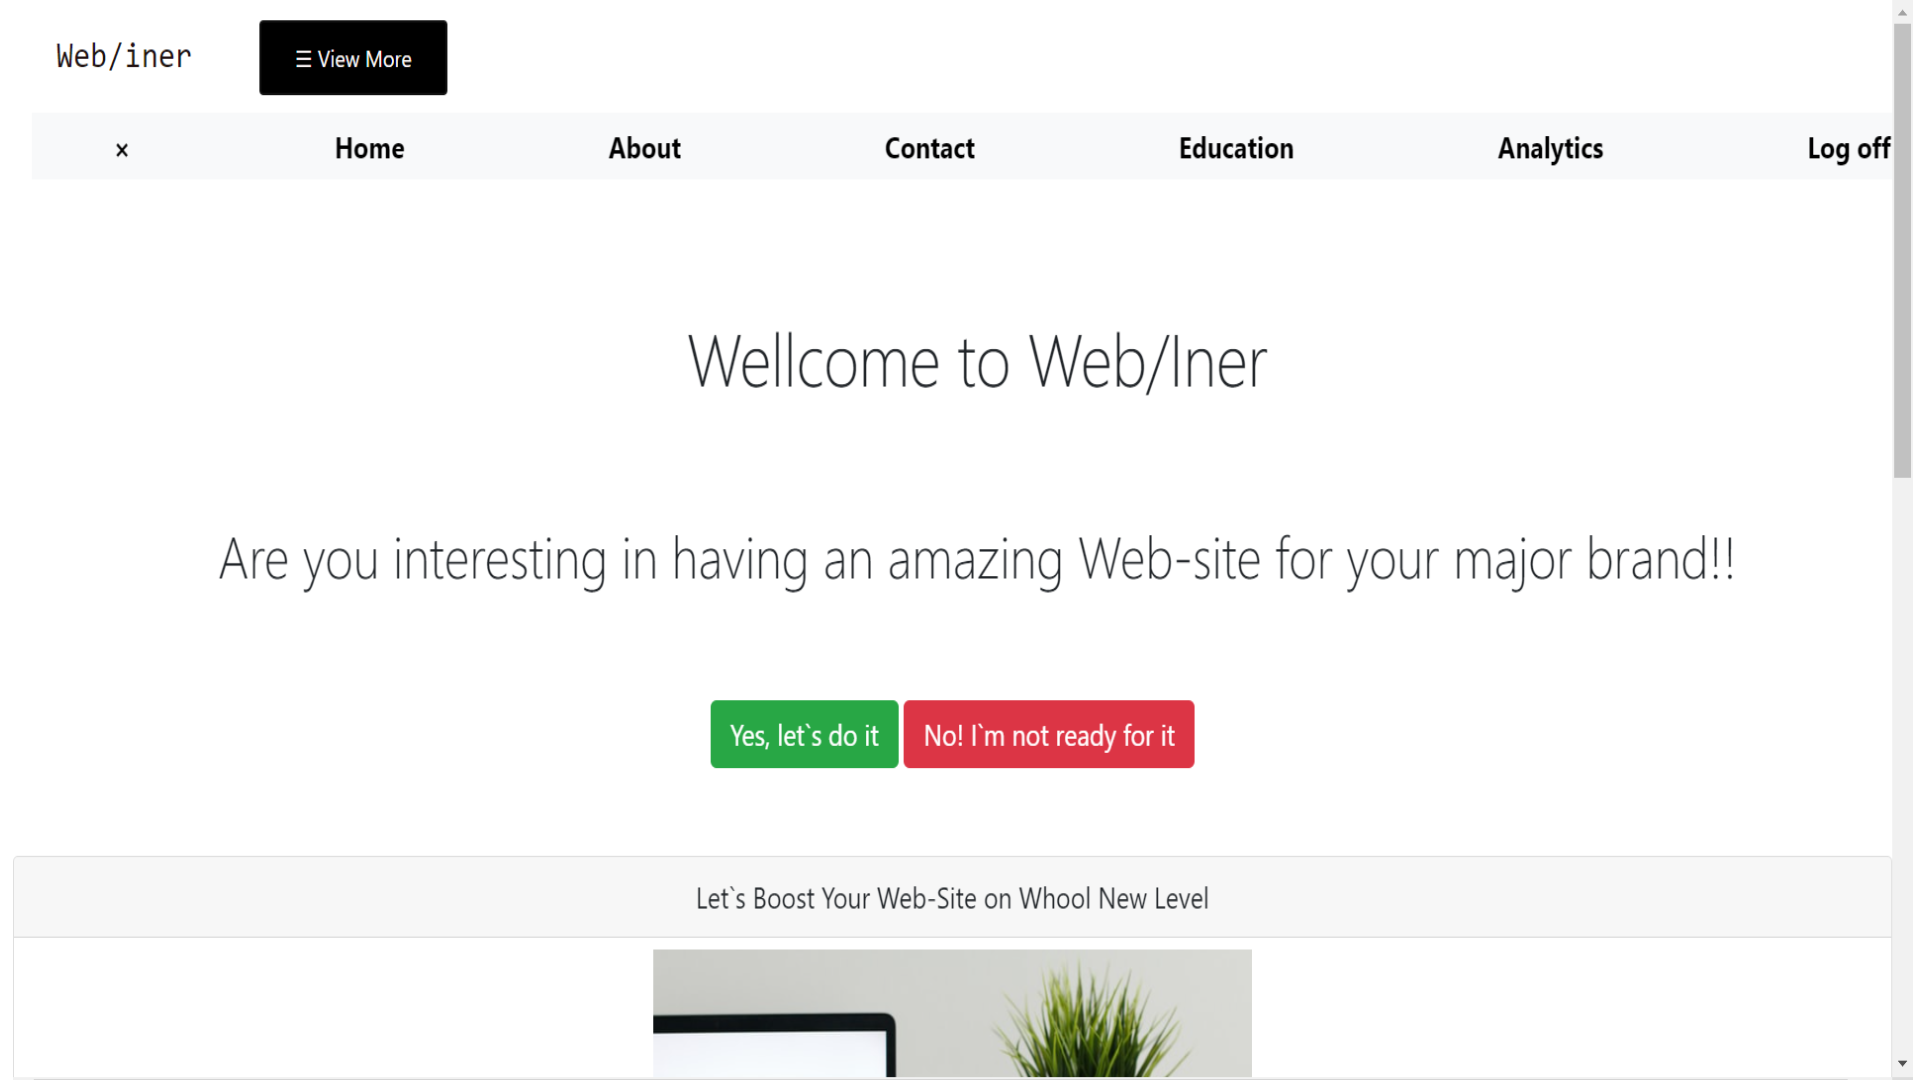 Web/iner
☰ View More
× Home About Contact Education Analytics Log off
Wellcome to Web/Iner
Are you interesting in having an amazing Web-site for your major brand!!
Yes, let`s do it No! I`m not ready for it
Let`s Boost Your Web-Site on Whool New Level